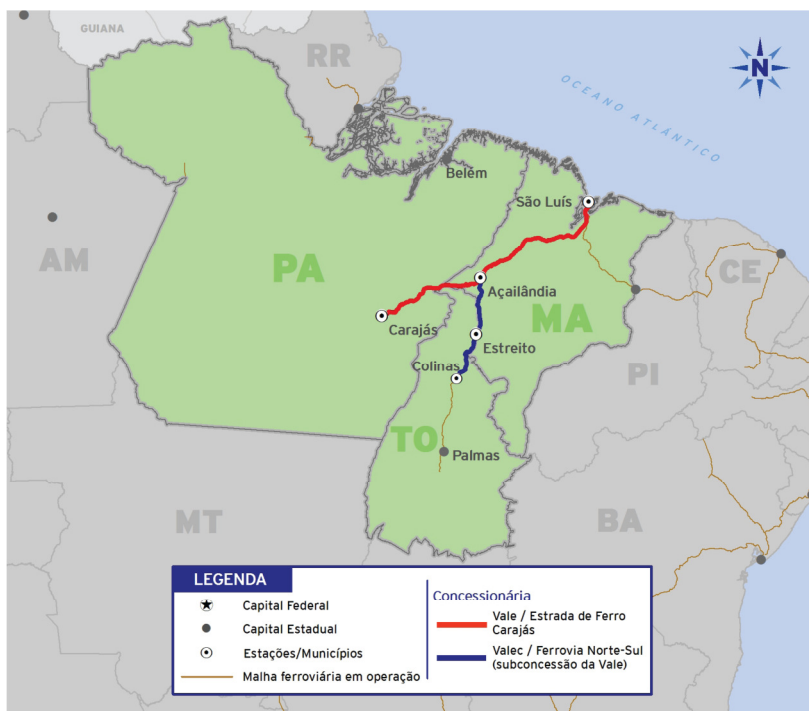 GUIANA
RR
N
OCEANO ATLÂNTICO
Belém
São Luís
AM
PA
CE
Açailândia
MA
Carajás
Estreito
Colinas
PI
TO
Palmas
MT
BA
LEGENDA
Capital Federal
Capital Estadual
Estações/Municípios
Malha ferroviária em operação
Concessionária
Vale / Estrada de Ferro
Carajás
Valec / Ferrovia Norte-Sul
(subconcessão da Vale)